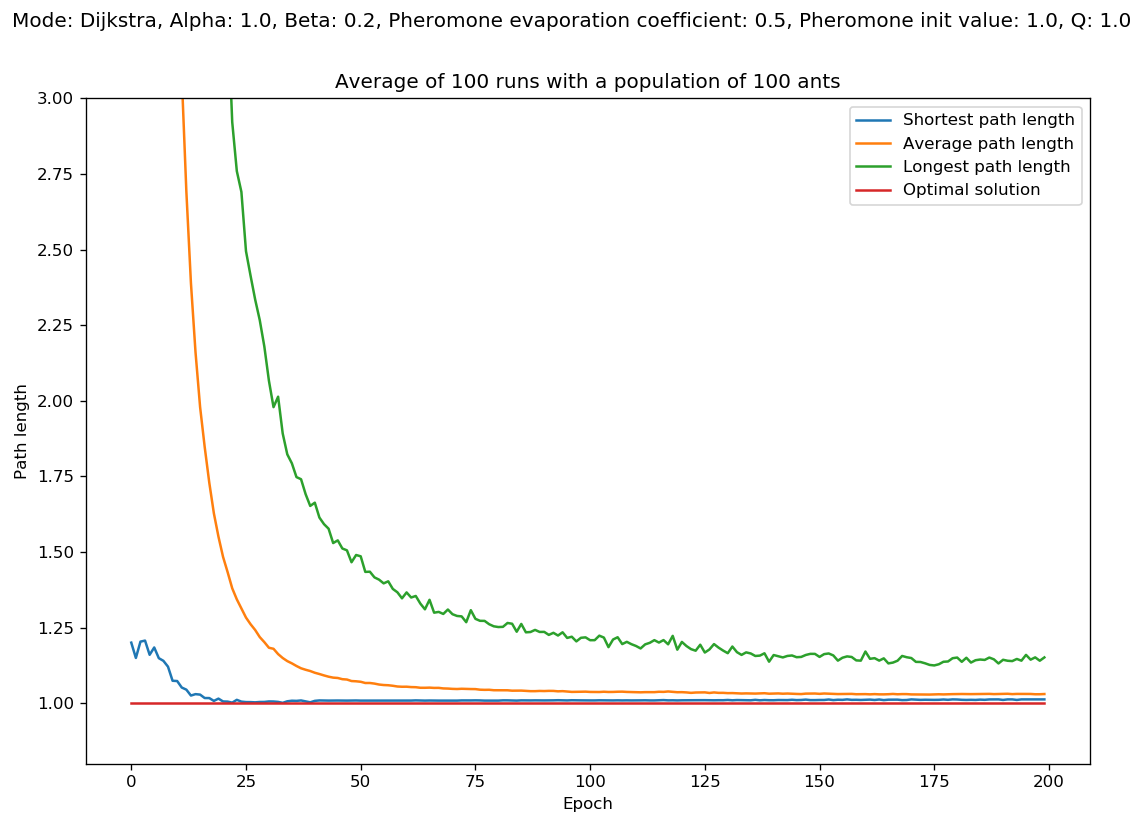 Mode: Dijkstra, Alpha: 1.0, Beta: 0.2, Pheromone evaporation coefficient: 0.5, Pheromone init value: 1.0, Q: 1.0
Average of 100 runs with a population of 100 ants
3.00
2.75
2.50
2.25
2.00
1.75
1.50
1.25
1.00
Path length
Shortest path length
Average path length
Longest path length
Optimal solution
0
25
50
75
100
125
150
175
200
Epoch